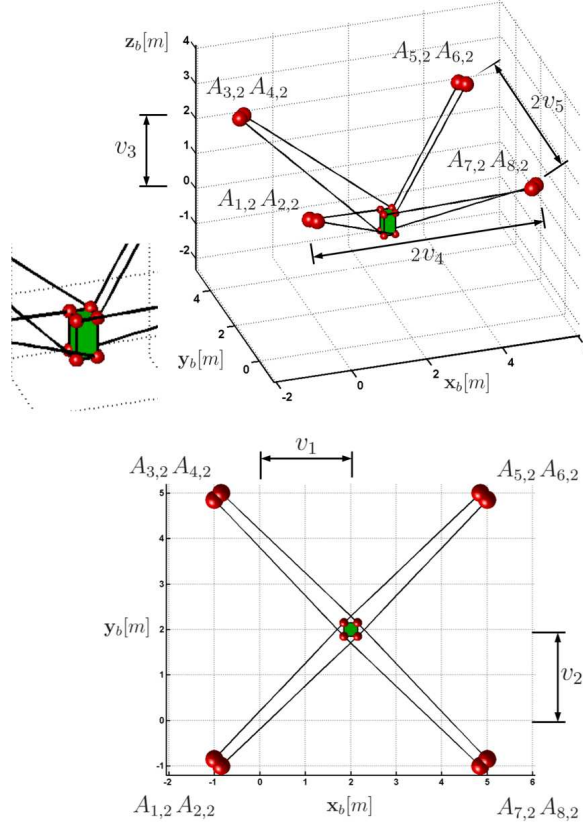 z_b[m]
4
3
2
1
0
-1
-2
A_{3,2} A_{4,2}
A_{5,2}
A_{6,2}
v_3
2v_5
A_{1,2} A_{2,2}
A_{7,2} A_{8,2}
2v_4
4
2
0
y_b[m]
-2 0 2 4
x_b[m]
v_1
A_{3,2} A_{4,2}
A_{5,2} A_{6,2}
5
4
3
2
1
0
-1
y_b[m]
v_2
-2 -1 0 1 2 3 4 5 6
A_{1,2} A_{2,2}
x_b[m]
A_{7,2} A_{8,2}